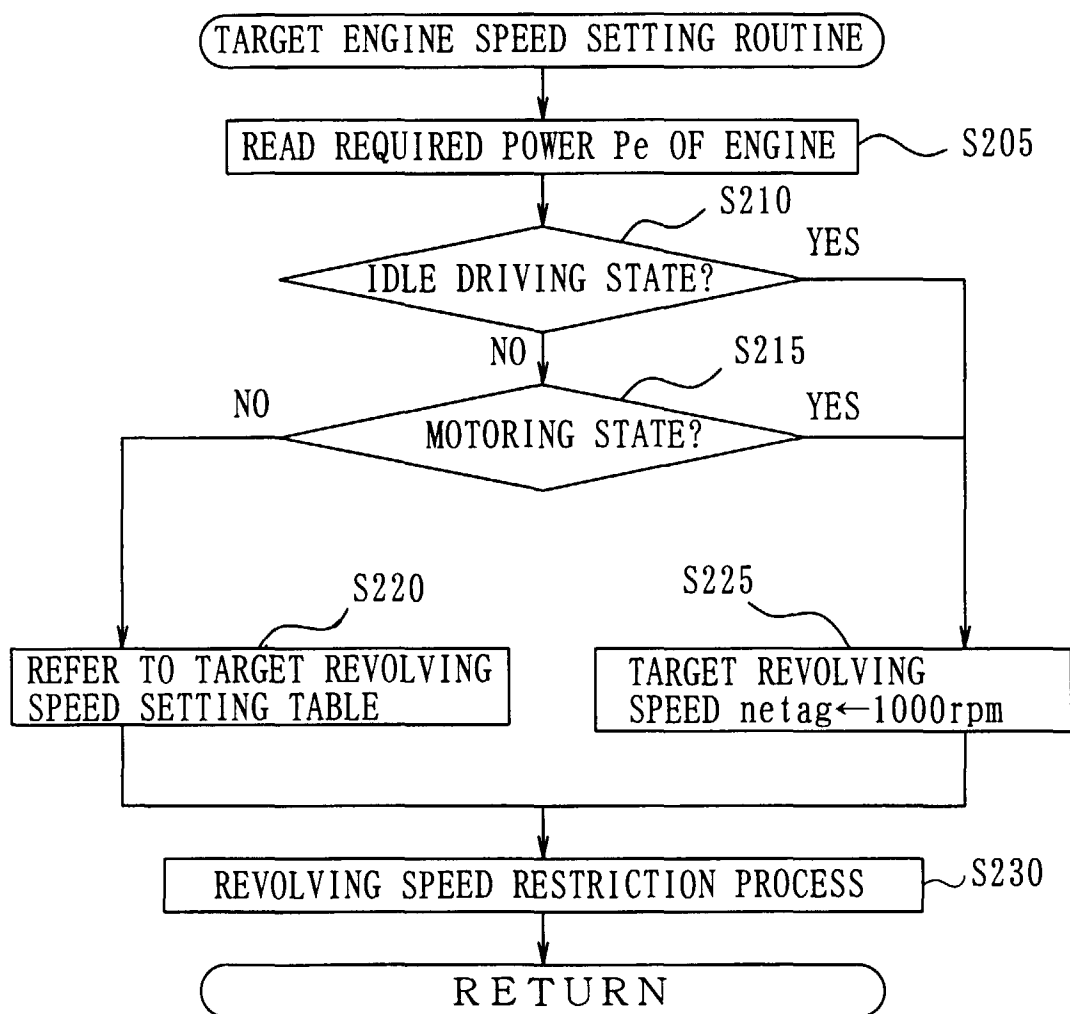 TARGET ENGINE SPEED SETTING ROUTINE
READ REQUIRED POWER Pe OF ENGINE
S205
S210
IDLE DRIVING STATE?
YES
NO
S215
NO
MOTORING STATE?
YES
S220
S225
REFER TO TARGET REVOLVING
SPEED SETTING TABLE
TARGET REVOLVING
SPEED netag←1000rpm
REVOLVING SPEED RESTRICTION PROCESS
S230
RETURN